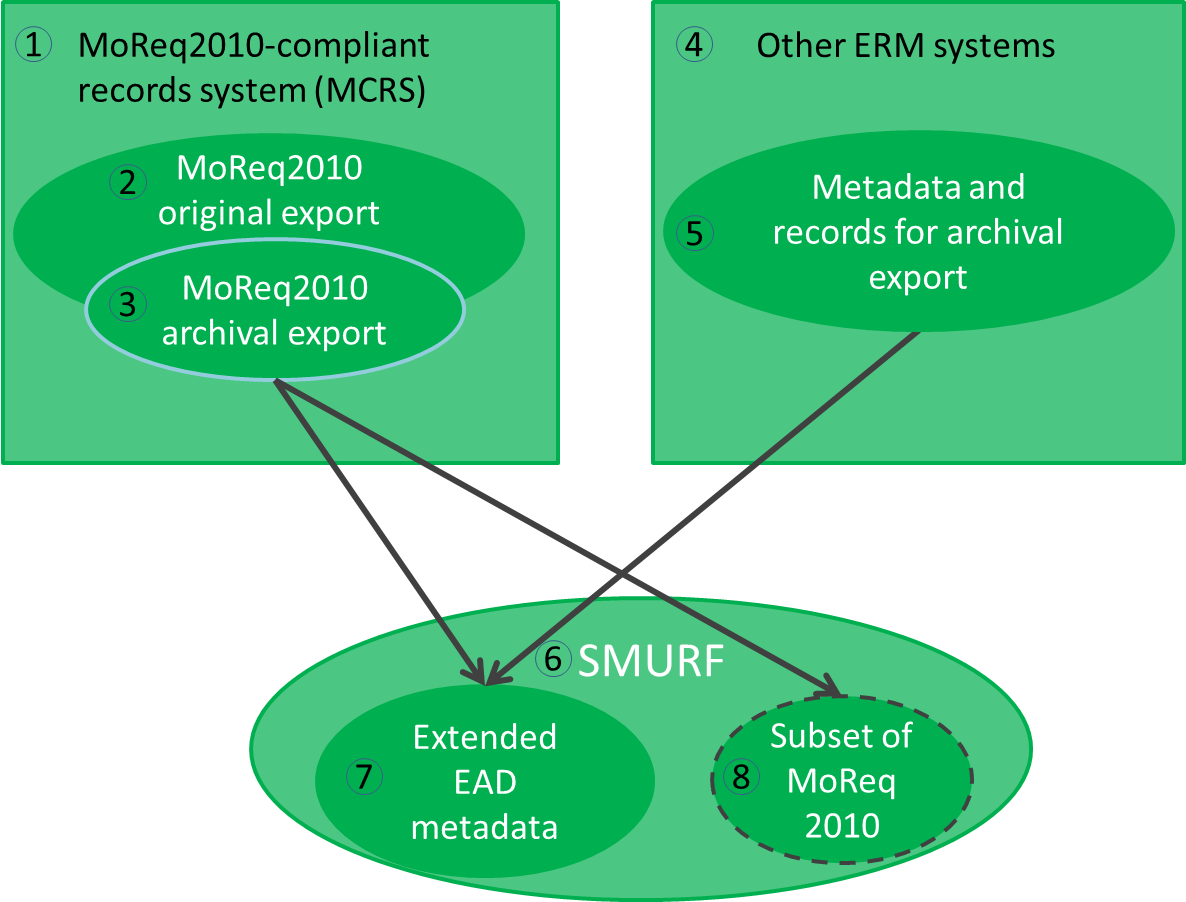 ① MoReq2010-compliant
records system (MCRS)
② MoReq2010
original export
③ MoReq2010
archival export
④ Other ERM systems
Metadata and
⑤ records for archival
export
⑥ SMURF
Extended
⑦ EAD
metadata
Subset of
⑧ MoReq
2010